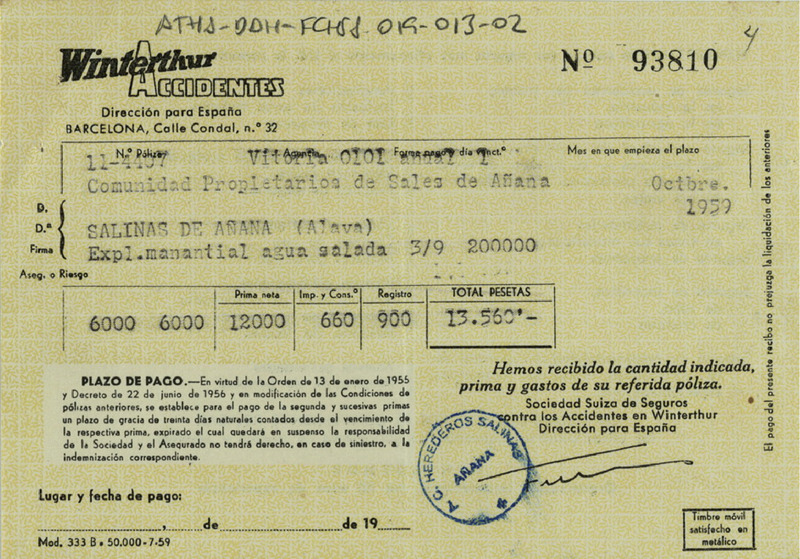 ATHA-DDH-FCHSA 019-013-02
4
Winterthur
ACCIDENTES
Nº 93810
Dirección para España
BARCELONA, Calle Condal, n.º 32
N.º Póliza Agencia Forma pago día Vnct.º Mes en que empieza el plazo
Vitoria 0101 anual 1
Comunidad Propietarios de Sales de Añana Octbre.
1959
D.
D.ª SALINAS DE AÑANA (Alava)
Firma Expl.manantial agua salada 3/9 200000
Aseg. o Riesgo
Prima neta Imp. y Cons.º Registro TOTAL PESETAS
6000 6000 12000 660 900 13.560'-
PLAZO DE PAGO.—En virtud de la Orden de 13 de enero de 1955
y Decreto de 22 de junio de 1956 y en modificación de las Condiciones de
pólizas anteriores, se establece para el pago de la segunda y sucesivas primas
un plazo de gracia de treinta días naturales contados desde el vencimiento de
la respectiva prima, expirado el cual quedará en suspenso la responsabilidad
de la Sociedad y el Asegurado no tendrá derecho, en caso de siniestro, a la
indemnización correspondiente.
Hemos recibido la cantidad indicada,
prima y gastos de su referida póliza.
Sociedad Suiza de Seguros
contra los Accidentes en Winterthur
Dirección para España
HEREDEROS SALINAS
AÑANA
Lugar y fecha de pago:
, de de 19
Mod. 333 B • 50.000-7-59
Timbre móvil
satisfecho en
metálico
El pago del presente recibo no prejuzga la liquidación de los anteriores